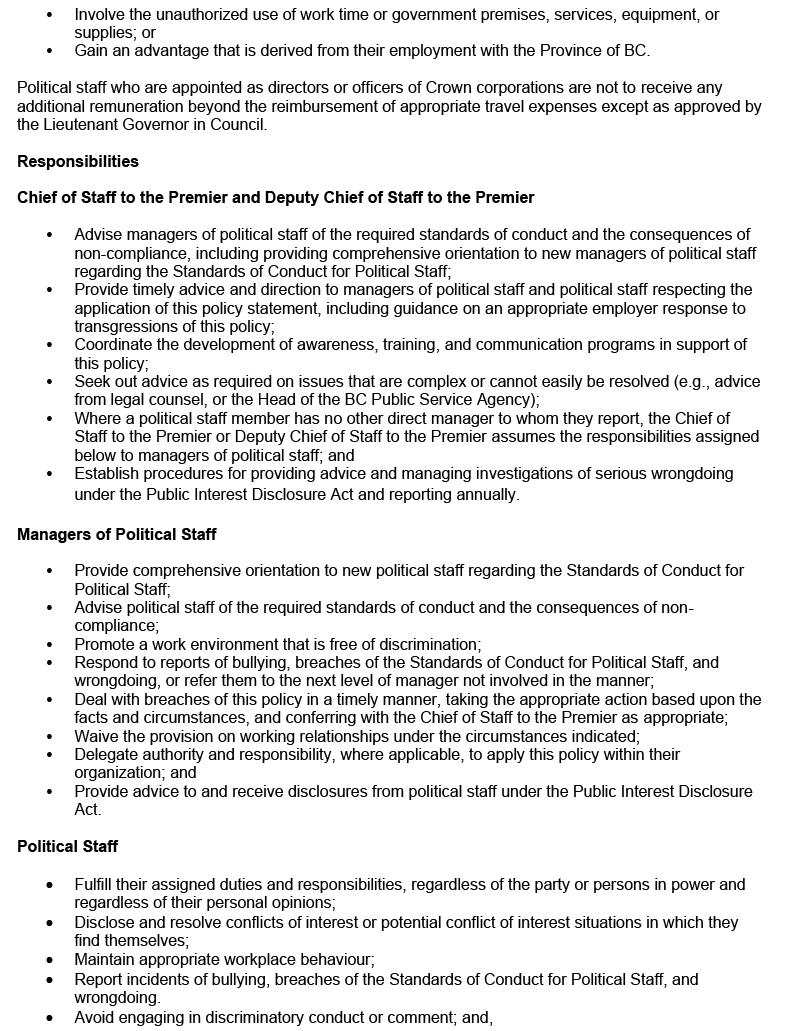 • Involve the unauthorized use of work time or government premises, services, equipment, or
supplies; or
• Gain an advantage that is derived from their employment with the Province of BC.
Political staff who are appointed as directors or officers of Crown corporations are not to receive any
additional remuneration beyond the reimbursement of appropriate travel expenses except as approved by
the Lieutenant Governor in Council.
Responsibilities
Chief of Staff to the Premier and Deputy Chief of Staff to the Premier
• Advise managers of political staff of the required standards of conduct and the consequences of
non-compliance, including providing comprehensive orientation to new managers of political staff
regarding the Standards of Conduct for Political Staff;
• Provide timely advice and direction to managers of political staff and political staff respecting the
application of this policy statement, including guidance on an appropriate employer response to
transgressions of this policy;
• Coordinate the development of awareness, training, and communication programs in support of
this policy;
• Seek out advice as required on issues that are complex or cannot easily be resolved (e.g., advice
from legal counsel, or the Head of the BC Public Service Agency);
• Where a political staff member has no other direct manager to whom they report, the Chief of
Staff to the Premier or Deputy Chief of Staff to the Premier assumes the responsibilities assigned
below to managers of political staff; and
• Establish procedures for providing advice and managing investigations of serious wrongdoing
under the Public Interest Disclosure Act and reporting annually.
Managers of Political Staff
• Provide comprehensive orientation to new political staff regarding the Standards of Conduct for
Political Staff;
• Advise political staff of the required standards of conduct and the consequences of non-
compliance;
• Promote a work environment that is free of discrimination;
• Respond to reports of bullying, breaches of the Standards of Conduct for Political Staff, and
wrongdoing, or refer them to the next level of manager not involved in the manner;
• Deal with breaches of this policy in a timely manner, taking the appropriate action based upon the
facts and circumstances, and conferring with the Chief of Staff to the Premier as appropriate;
• Waive the provision on working relationships under the circumstances indicated;
• Delegate authority and responsibility, where applicable, to apply this policy within their
organization; and
• Provide advice to and receive disclosures from political staff under the Public Interest Disclosure
Act.
Political Staff
• Fulfill their assigned duties and responsibilities, regardless of the party or persons in power and
regardless of their personal opinions;
• Disclose and resolve conflicts of interest or potential conflict of interest situations in which they
find themselves;
• Maintain appropriate workplace behaviour;
• Report incidents of bullying, breaches of the Standards of Conduct for Political Staff, and
wrongdoing.
• Avoid engaging in discriminatory conduct or comment; and,